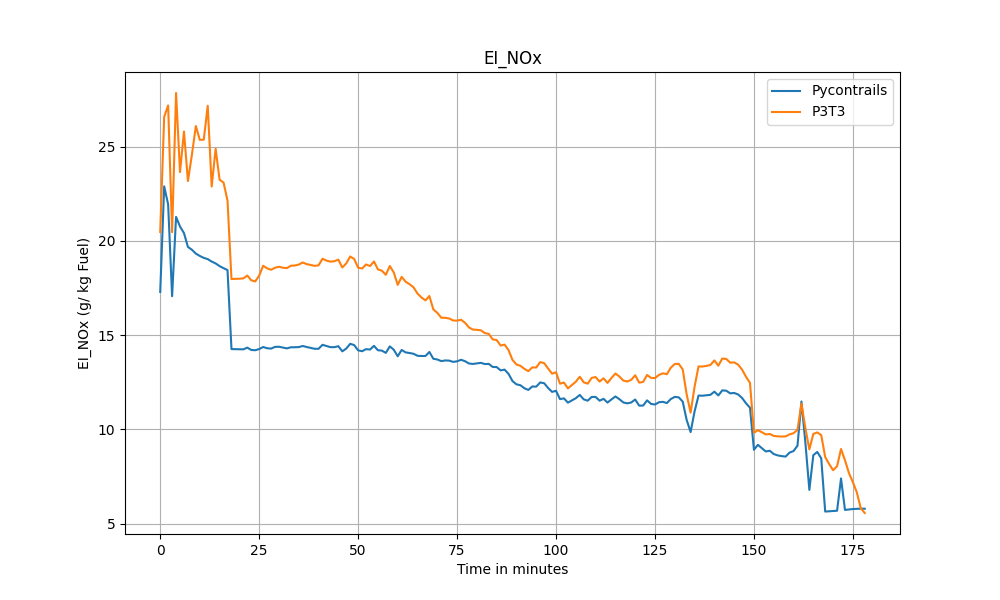 EI_NOx
Pycontrails
P3T3
EI_NOx (g/ kg Fuel)
25
20
15
10
5
0 25 50 75 100 125 150 175
Time in minutes